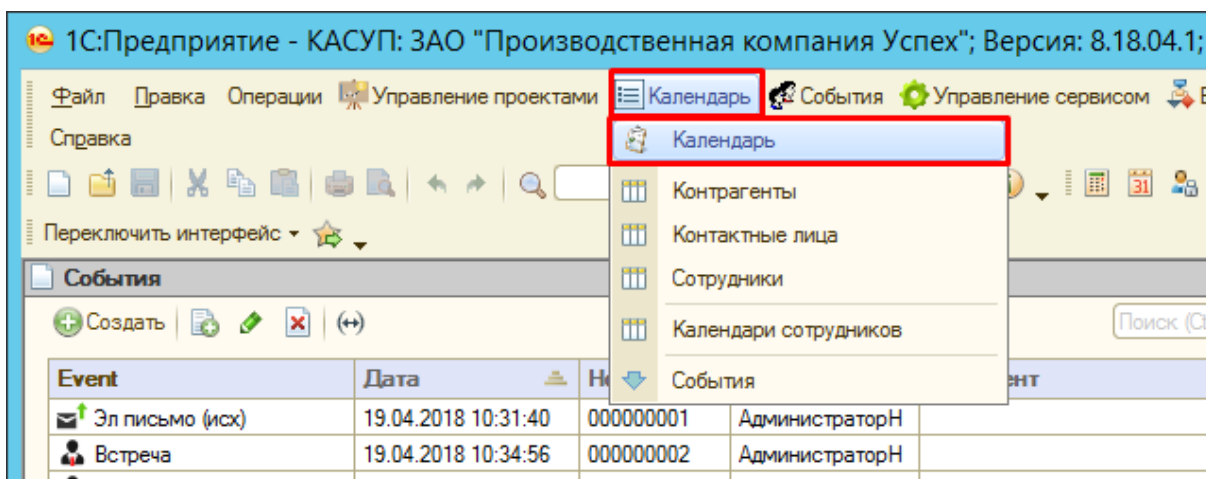 1С:Предприятие - КАСУП: ЗАО "Производственная компания Успех"; Версия: 8.18.04.1;
Файл Правка Операции Управление проектами Календарь События Управление сервисом
Справка
Календарь
Контрагенты
31
Переключить интерфейс
Контактные лица
События
Сотрудники
Создать
Календари сотрудников
Поиск
События
Event Дата
Эл письмо (исх) 19.04.2018 10:31:40 000000001 АдминистраторН
Встреча 19.04.2018 10:34:56 000000002 АдминистраторН